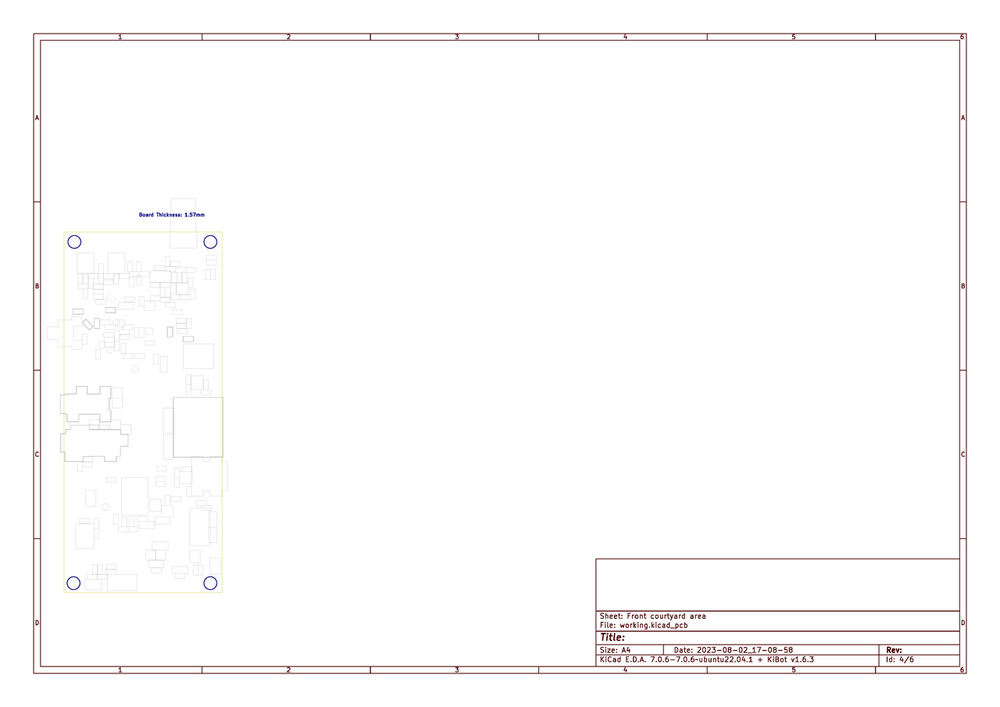 1 2 3 4 5 6
A A
Board Thickness: 1.57mm
B B
C C
Sheet: Front courtyard area
File: working.kicad_pcb
D D
Title:
Size: A4 Date: 2023-08-02_17-08-58 Rev:
KiCad E.D.A. 7.0.6-7.0.6~ubuntu22.04.1 + KiBot v1.6.3 Id: 4/6
1 2 3 4 5 6